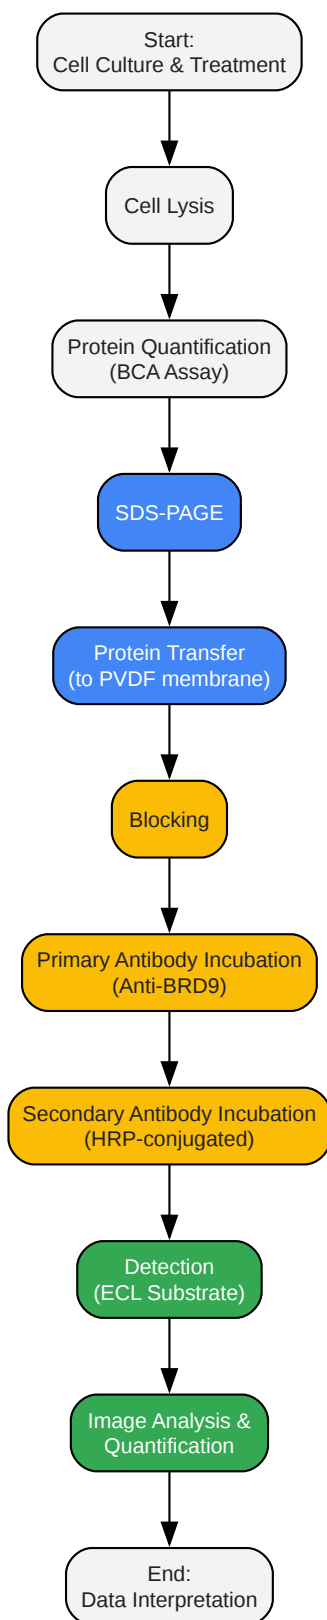 Start:
Cell Culture & Treatment
Cell Lysis
Protein Quantification
(BCA Assay)
SDS-PAGE
Protein Transfer
(to PVDF membrane)
Blocking
Primary Antibody Incubation
(Anti-BRD9)
Secondary Antibody Incubation
(HRP-conjugated)
Detection
(ECL Substrate)
Image Analysis &
Quantification
End:
Data Interpretation